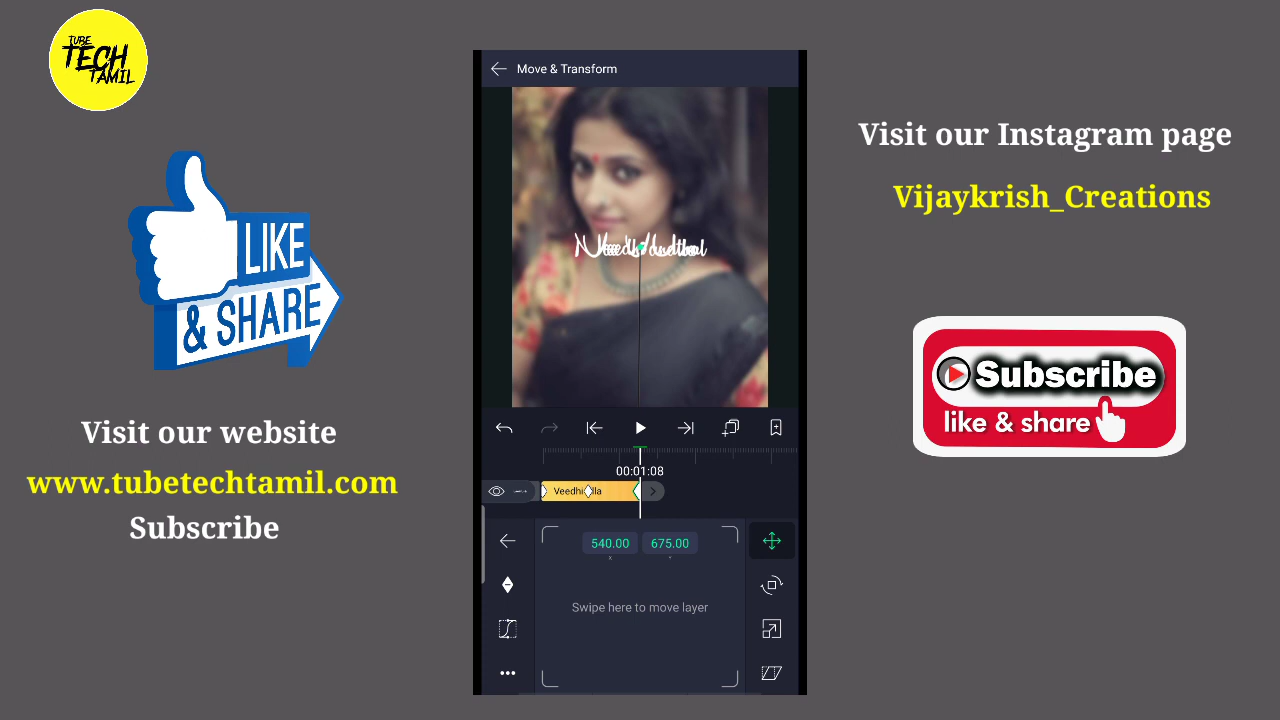 TUBE
TECH
TAMIL
LIKE
& SHARE
Visit our website
www.tubetechtamil.com
Subscribe
Move & Transform
00:01:08
540.00 675.00
X Y
Swipe here to move layer
Visit our Instagram page
Vijaykrish_Creations
Subscribe
like & share